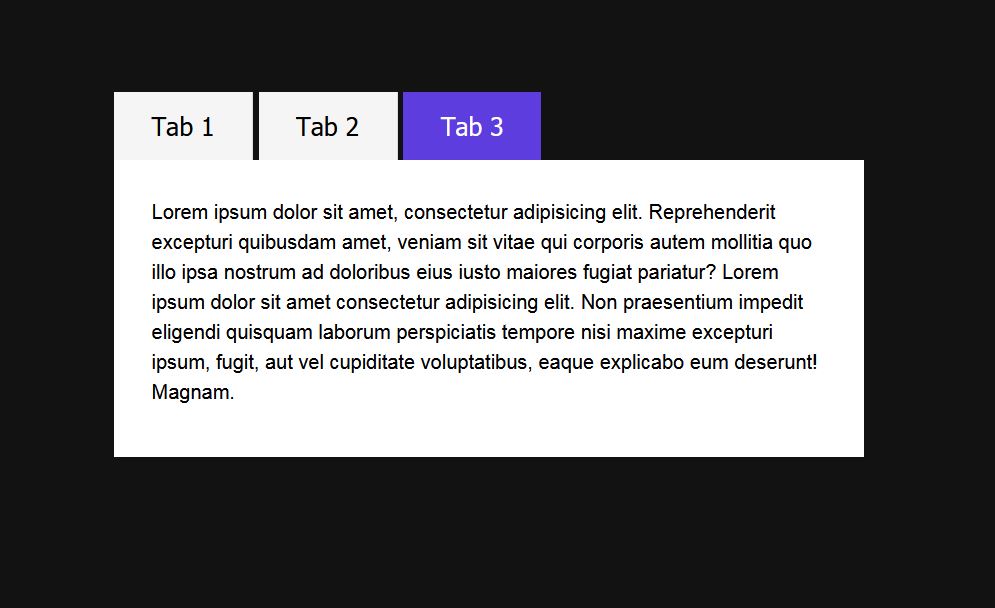 Tab 1 Tab 2 Tab 3
Lorem ipsum dolor sit amet, consectetur adipisicing elit. Reprehenderit
excepturi quibusdam amet, veniam sit vitae qui corporis autem mollitia quo
illo ipsa nostrum ad doloribus eius iusto maiores fugiat pariatur? Lorem
ipsum dolor sit amet consectetur adipisicing elit. Non praesentium impedit
eligendi quisquam laborum perspiciatis tempore nisi maxime excepturi
ipsum, fugit, aut vel cupiditate voluptatibus, eaque explicabo eum deserunt!
Magnam.